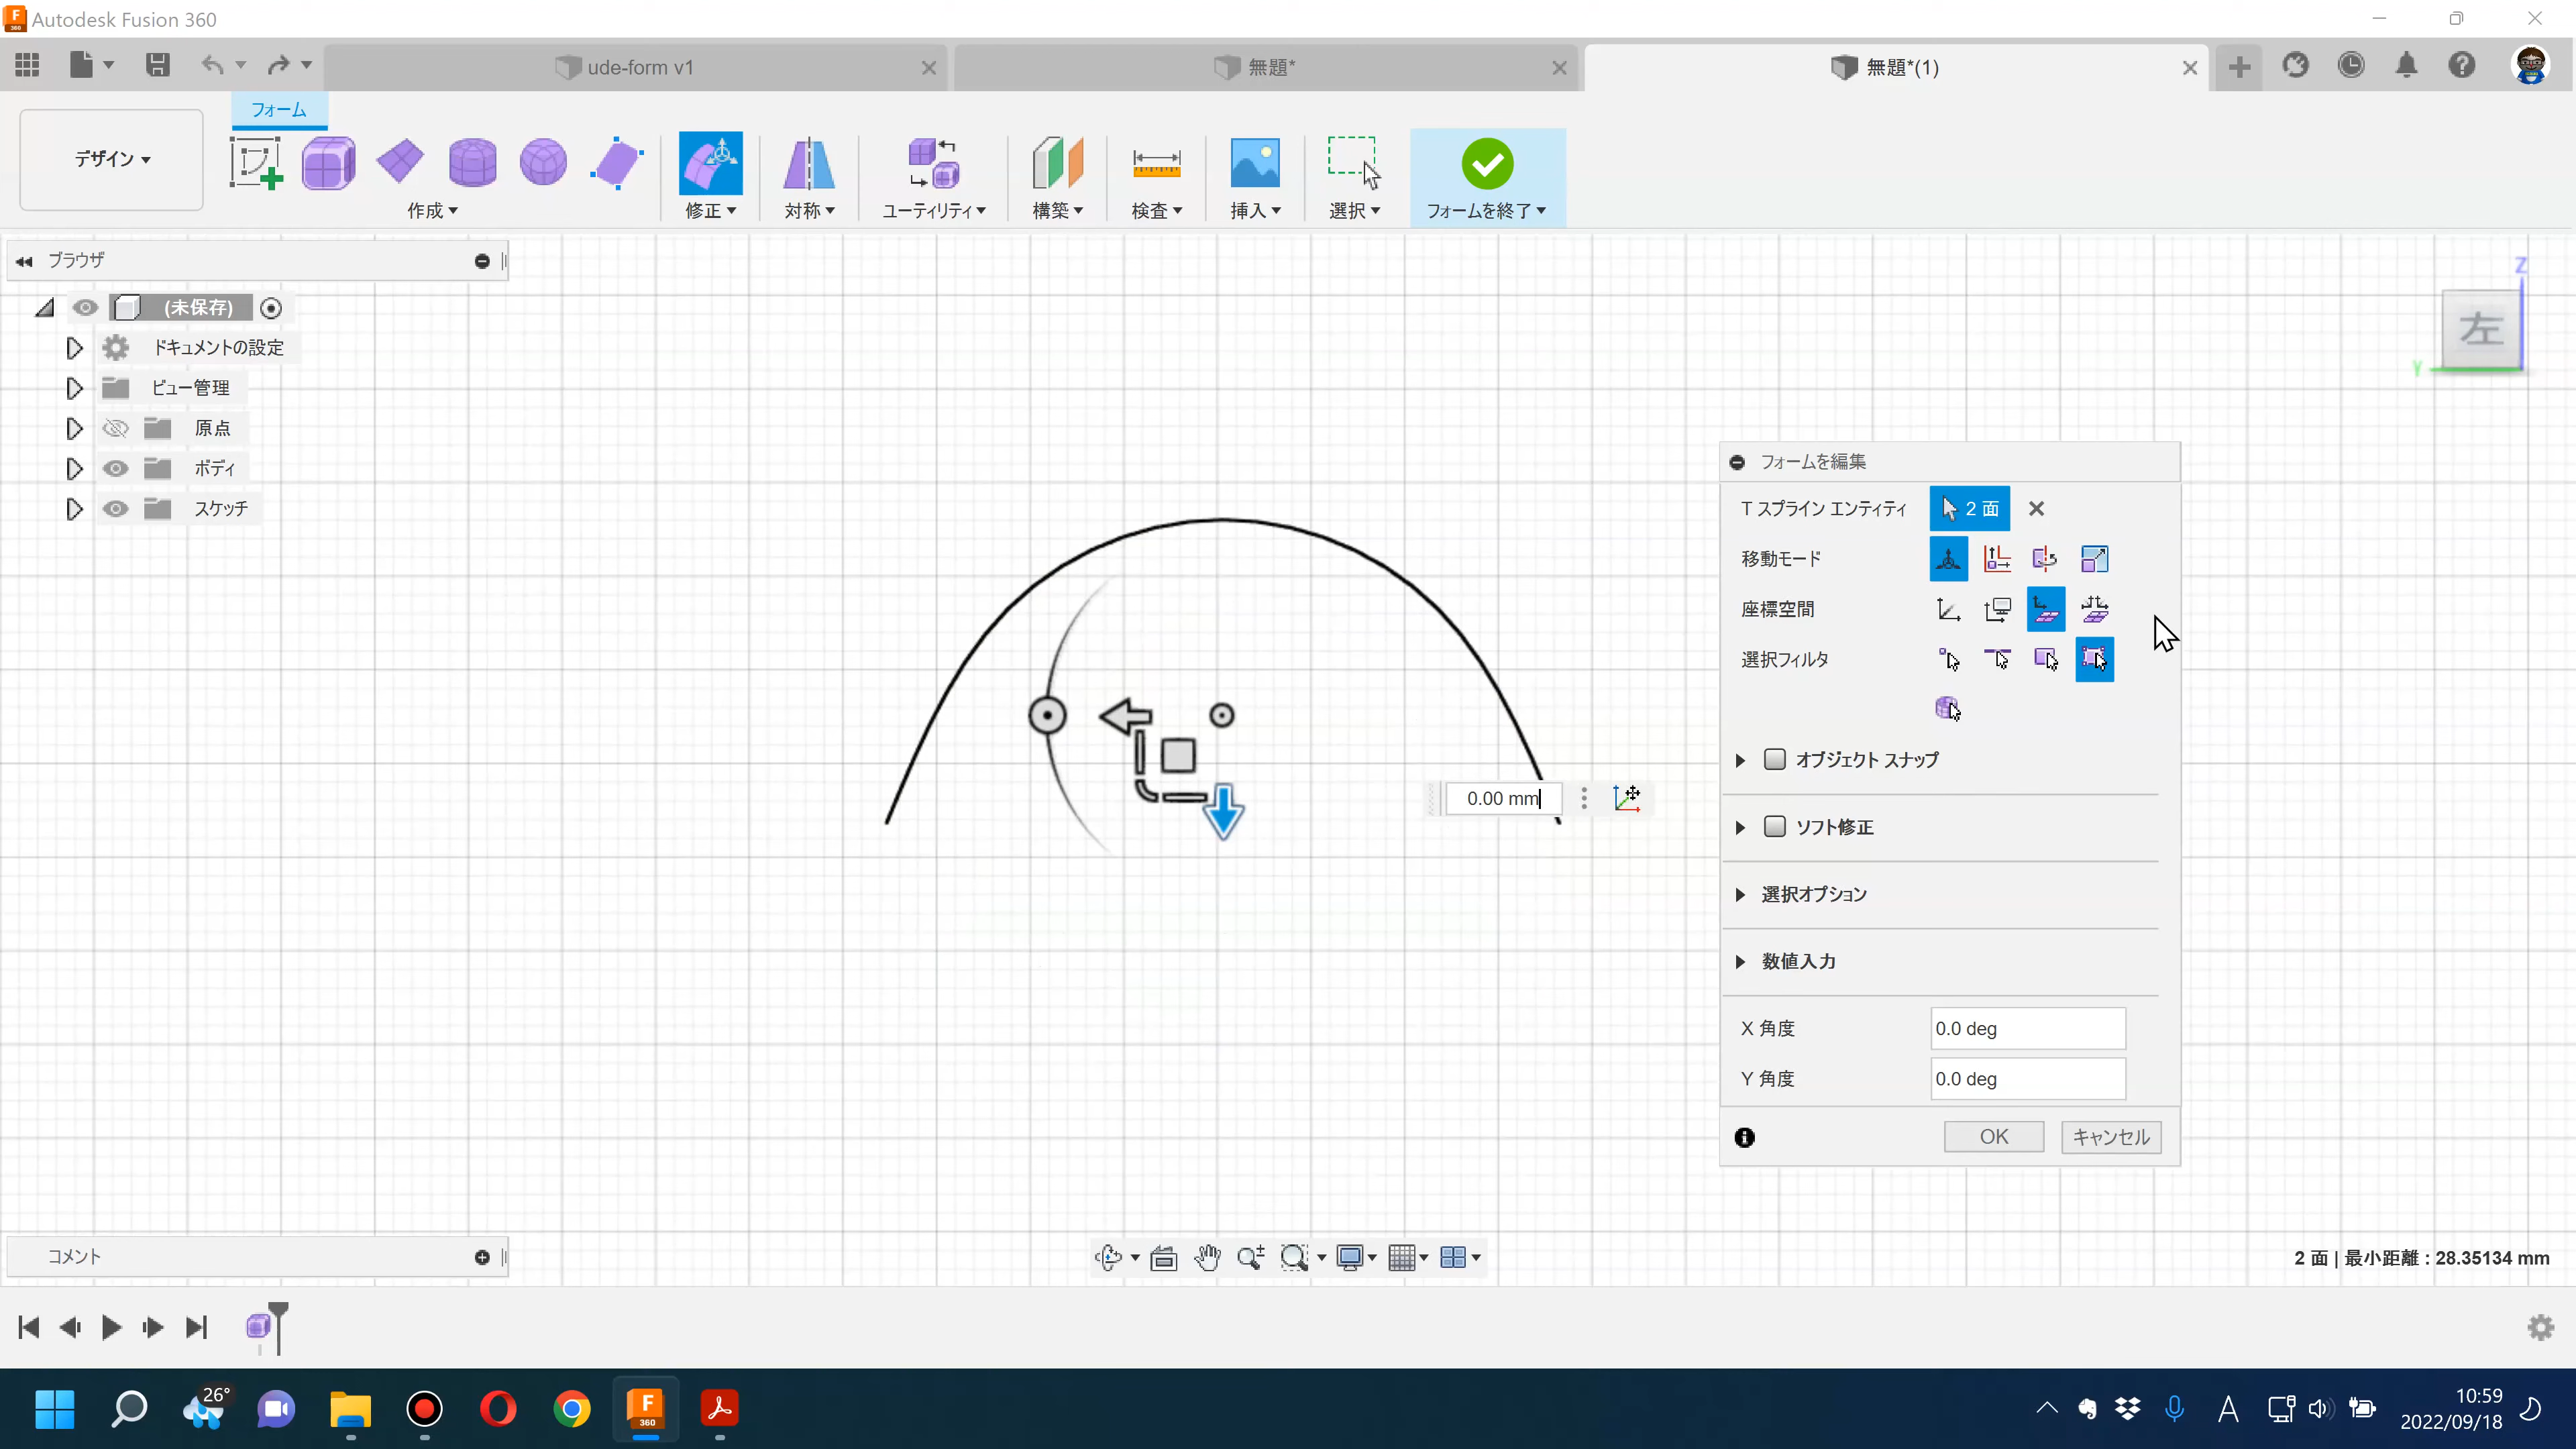 Autodesk Fusion 360
ude-form v1
無題*
無題*(1)
フォーム
デザイン
作成
修正
対称
ユーティリティ
構築
検査
挿入
選択
フォームを終了
ブラウザ
(未保存)
ドキュメントの設定
ビュー管理
原点
ボディ
スケッチ
Z
左
Y
フォームを編集
T スプライン エンティティ
2 面
移動モード
座標空間
選択フィルタ
オブジェクト スナップ
ソフト修正
選択オプション
数値入力
X 角度
0.0 deg
Y 角度
0.0 deg
OK
キャンセル
0.00 mm
コメント
2 面 | 最小距離 : 28.35134 mm
26°
F
360
A
10:59
2022/09/18